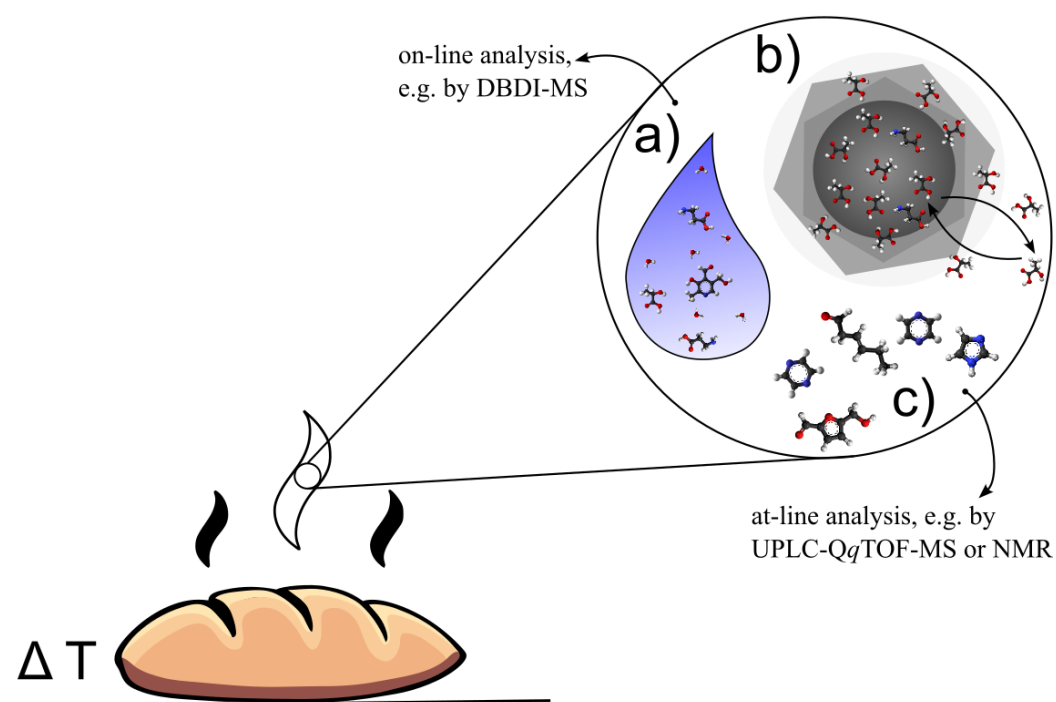 on-line analysis,
e.g. by DBDI-MS
a)
b)
c)
at-line analysis, e.g. by
UPLC-QqTOF-MS or NMR
Δ T